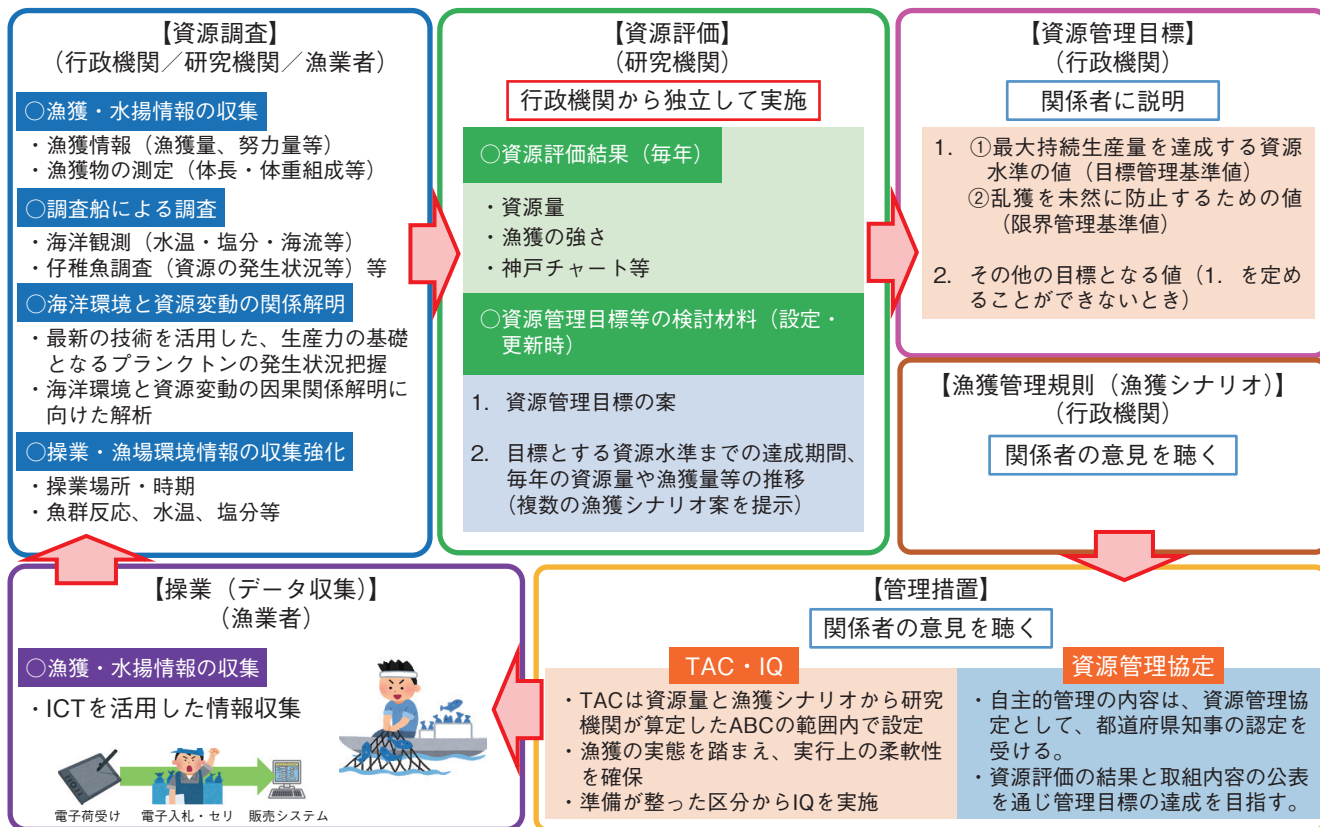 【資源調査】
（行政機関／研究機関／漁業者）
○漁獲・水揚情報の収集
・漁獲情報（漁獲量、努力量等）
・漁獲物の測定（体長・体重組成等）
○調査船による調査
・海洋観測（水温・塩分・海流等）
・仔稚魚調査（資源の発生状況等）等
○海洋環境と資源変動の関係解明
・最新の技術を活用した、生産力の基礎
となるプランクトンの発生状況把握
・海洋環境と資源変動の因果関係解明に
向けた解析
○操業・漁場環境情報の収集強化
・操業場所・時期
・魚群反応、水温、塩分等
【資源評価】
（研究機関）
行政機関から独立して実施
○資源評価結果（毎年）
・資源量
・漁獲の強さ
・神戸チャート等
○資源管理目標等の検討材料（設定・
更新時）
1. 資源管理目標の案
2. 目標とする資源水準までの達成期間、
毎年の資源量や漁獲量等の推移
（複数の漁獲シナリオ案を提示）
【資源管理目標】
（行政機関）
関係者に説明
1. ①最大持続生産量を達成する資源
水準の値（目標管理基準値）
②乱獲を未然に防止するための値
（限界管理基準値）
2. その他の目標となる値（1. を定め
ることができないとき）
【漁獲管理規則（漁獲シナリオ）】
（行政機関）
関係者の意見を聴く
【管理措置】
関係者の意見を聴く
TAC・IQ
・TACは資源量と漁獲シナリオから研究
機関が算定したABCの範囲内で設定
・漁獲の実態を踏まえ、実行上の柔軟性
を確保
・準備が整った区分からIQを実施
資源管理協定
・自主的管理の内容は、資源管理協
定として、都道府県知事の認定を
受ける。
・資源評価の結果と取組内容の公表
を通じ管理目標の達成を目指す。
【操業（データ収集）】
（漁業者）
○漁獲・水揚情報の収集
・ICTを活用した情報収集
電子荷受け 電子入札・セリ 販売システム